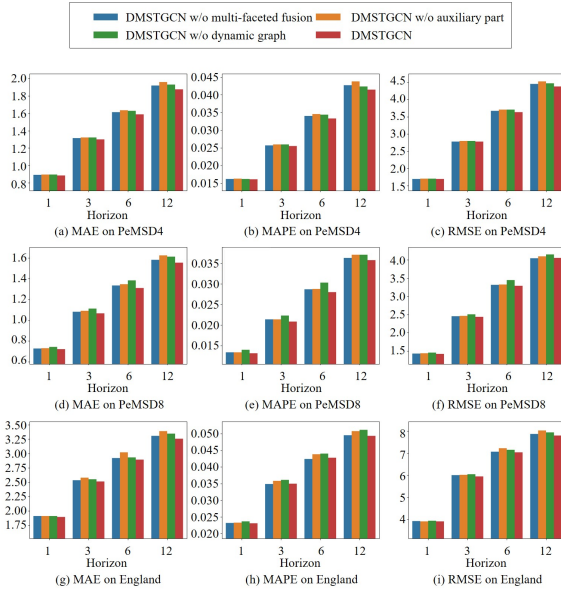 DMSTGCN w/o multi-faceted fusion DMSTGCN w/o auxiliary part
DMSTGCN w/o dynamic graph DMSTGCN
2.0 0.045 4.5
1.8 0.040 4.0
1.6 0.035 3.5
1.4 0.030 3.0
1.2 0.025 2.5
1.0 0.020 2.0
0.8 0.015 1.5
1 3 6 12 1 3 6 12 1 3 6 12
Horizon Horizon Horizon
(a) MAE on PeMSD4 (b) MAPE on PeMSD4 (c) RMSE on PeMSD4
1.6 0.035 4.0
1.4 0.030 3.5
1.2 0.025 3.0
1.0 0.020 2.5
0.8 0.015 2.0
0.6 1.5
1 3 6 12 1 3 6 12 1 3 6 12
Horizon Horizon Horizon
(d) MAE on PeMSD8 (e) MAPE on PeMSD8 (f) RMSE on PeMSD8
3.50 0.050 8
3.25 0.045 7
3.00 0.040 6
2.75 0.035 5
2.50 0.030 4
2.25 0.025
2.00 0.020
1.75
1 3 6 12 1 3 6 12 1 3 6 12
Horizon Horizon Horizon
(g) MAE on England (h) MAPE on England (i) RMSE on England